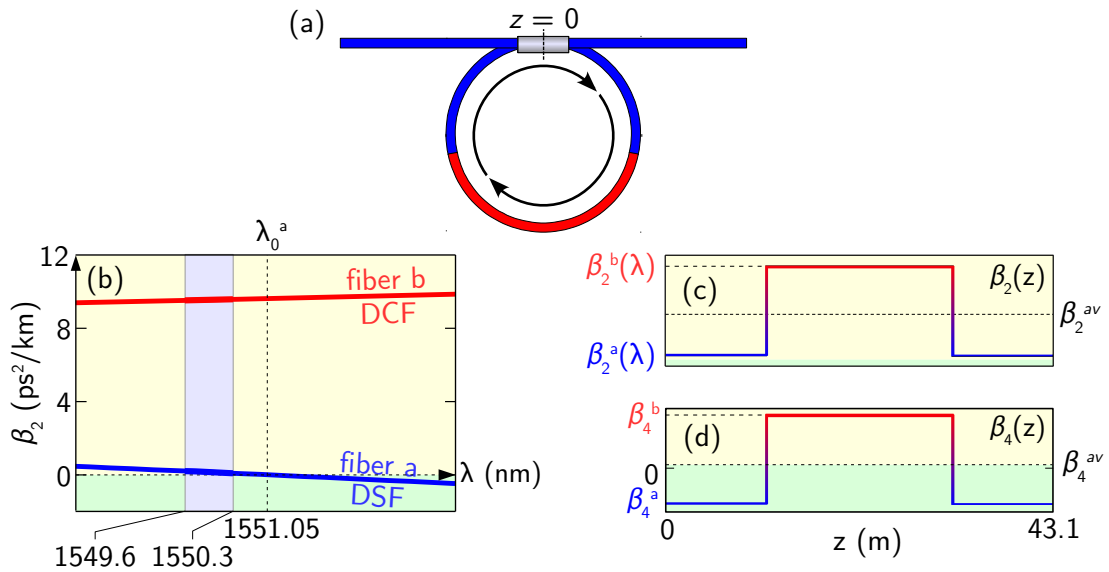 (a)
z = 0
λ₀ᵃ
12
(b)
fiber b
DCF
8
β₂ (ps²/km)
4
fiber a
0
λ (nm)
DSF
1551.05
1549.6
1550.3
β₂ᵇ(λ)
(c)
β₂(z)
β₂ᵃᵛ
β₂ᵃ(λ)
β₄ᵇ
(d)
β₄(z)
0
β₄ᵃᵛ
β₄ᵃ
0
z (m)
43.1